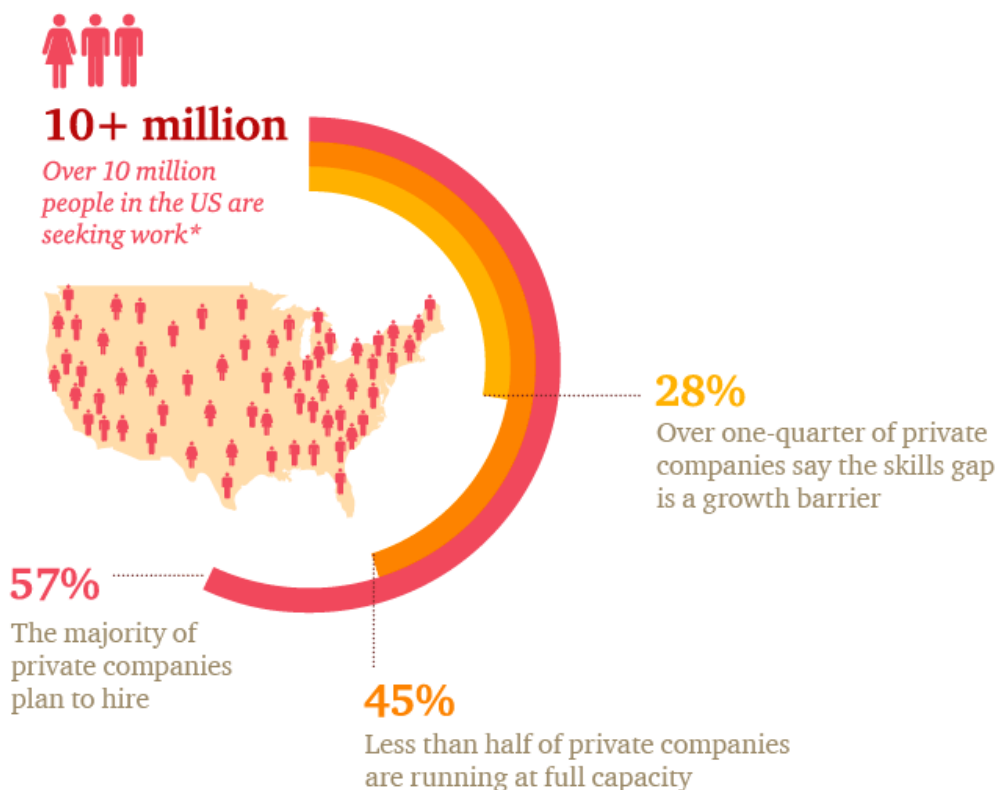 10+ million
Over 10 million
people in the US are
seeking work*
28%
Over one-quarter of private
companies say the skills gap
is a growth barrier
57%
The majority of
private companies
plan to hire
45%
Less than half of private companies
are running at full capacity